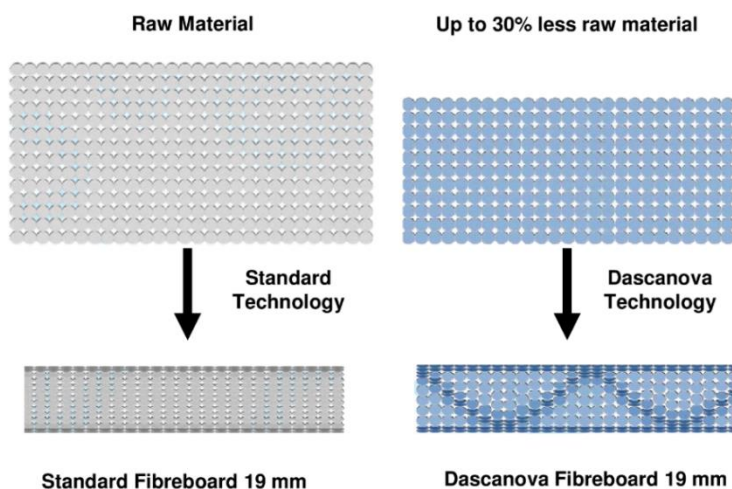 Raw Material
Up to 30% less raw material
Standard
Technology
Dascanova
Technology
Standard Fibreboard 19 mm
Dascanova Fibreboard 19 mm